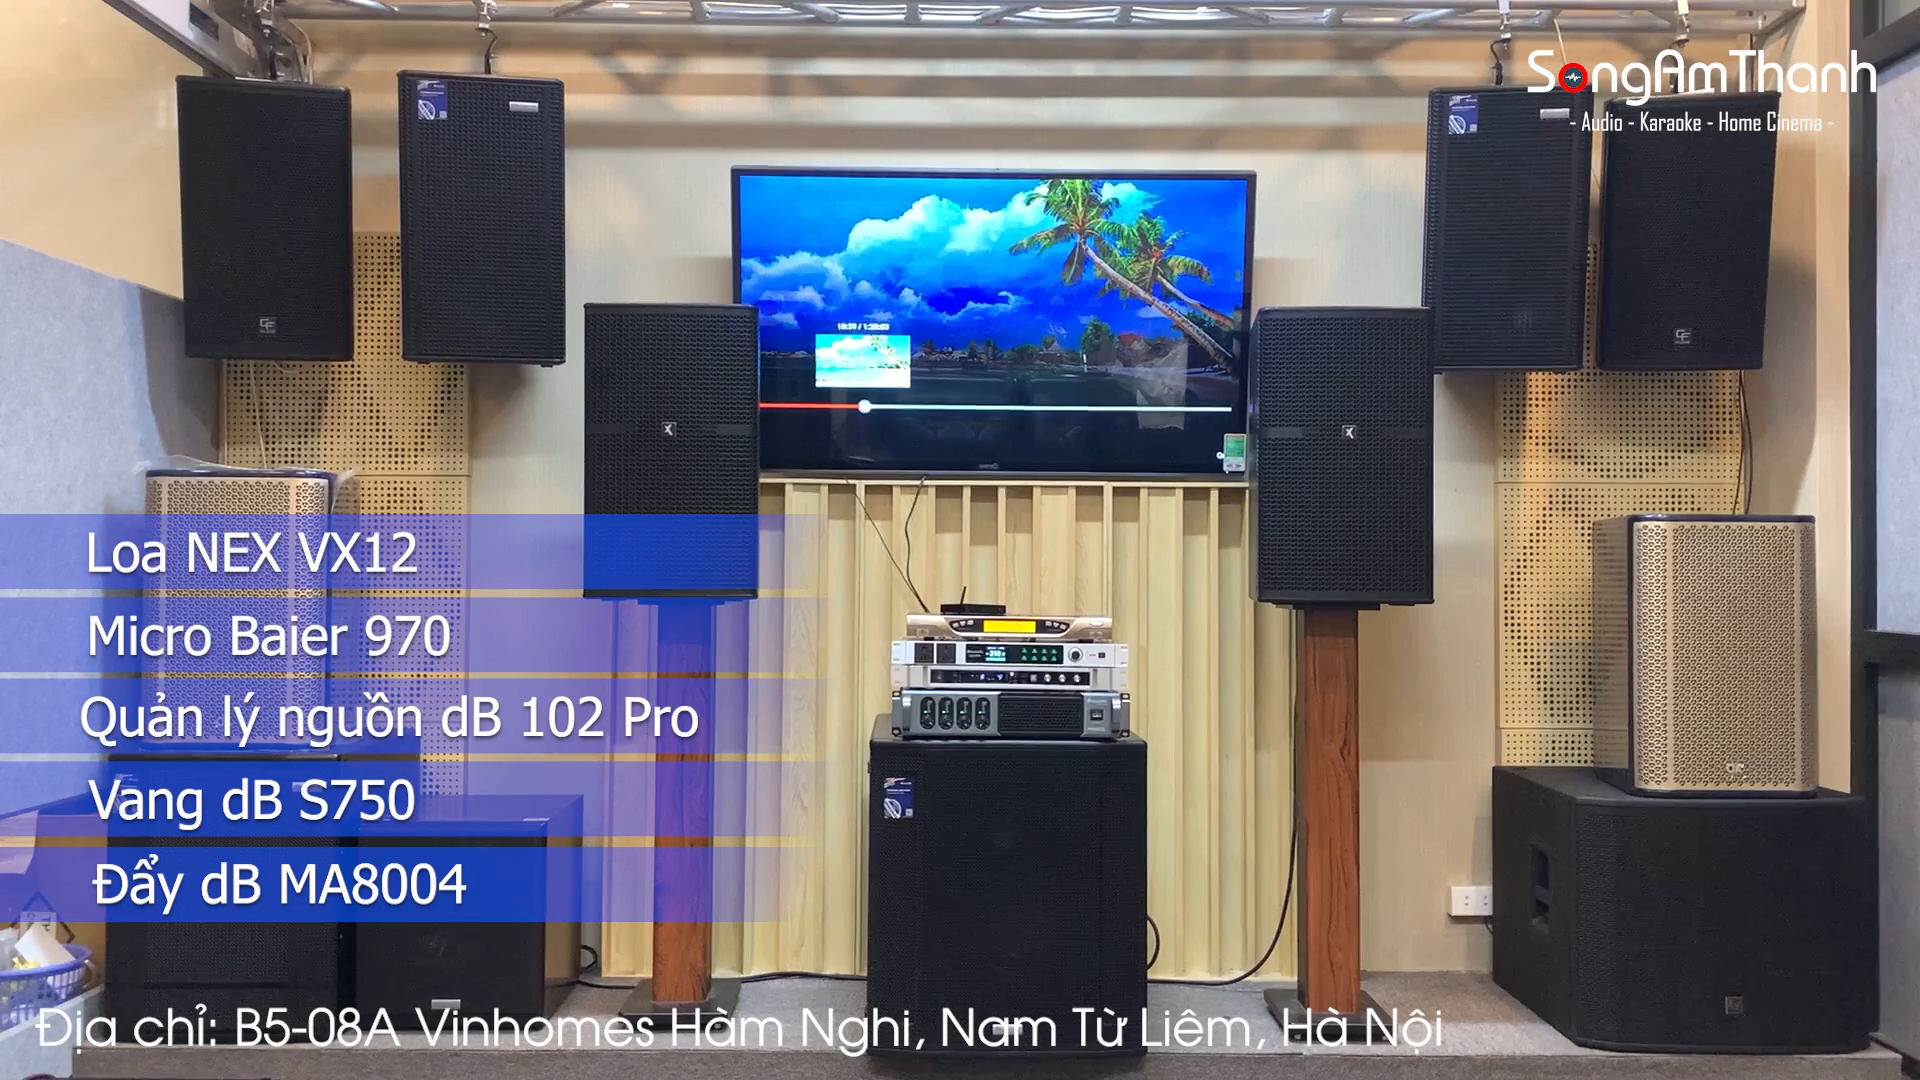 SongAmThanh
- Audio - Karaoke - Home Cinema -
Loa NEX VX12
Micro Baier 970
Quản lý nguồn dB 102 Pro
Vang dB S750
Đẩy dB MA8004
Địa chỉ: B5-08A Vinhomes Hàm Nghi, Nam Từ Liêm, Hà Nội